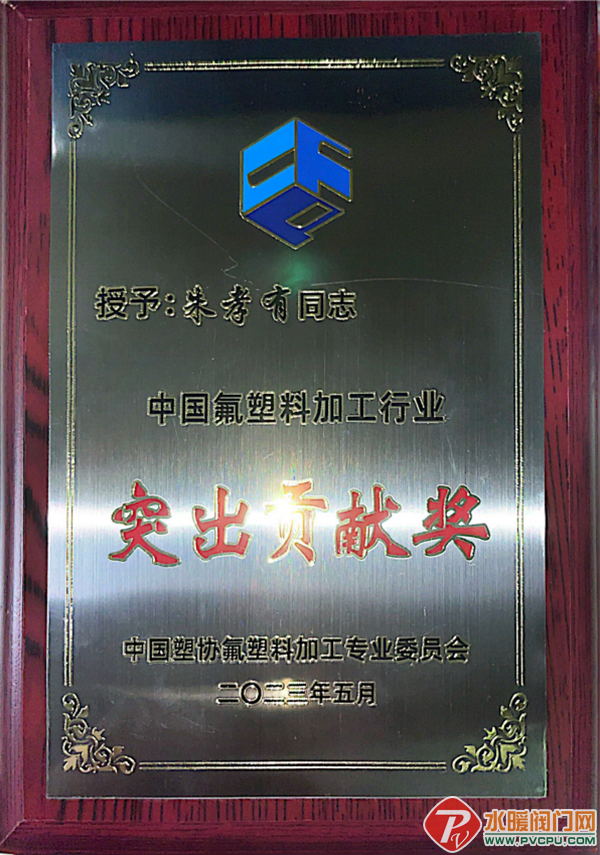 授予：朱孝有同志
中国氟塑料加工行业
突出贡献奖
中国塑协氟塑料加工专业委员会
二〇二三年五月
水暖阀门网
WWW.PVCPU.COM